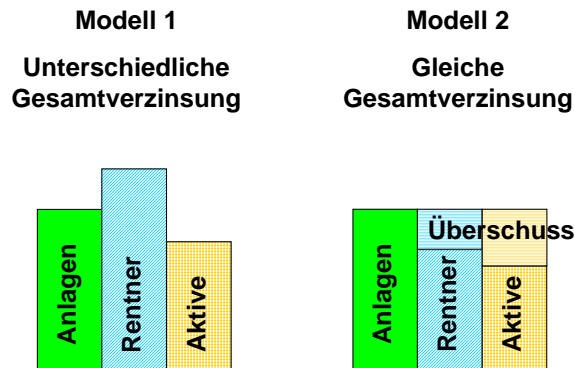 Modell 1
Unterschiedliche
Gesamtverzinsung
Anlagen
Rentner
Aktive
Modell 2
Gleiche
Gesamtverzinsung
Überschuss
Anlagen
Rentner
Aktive